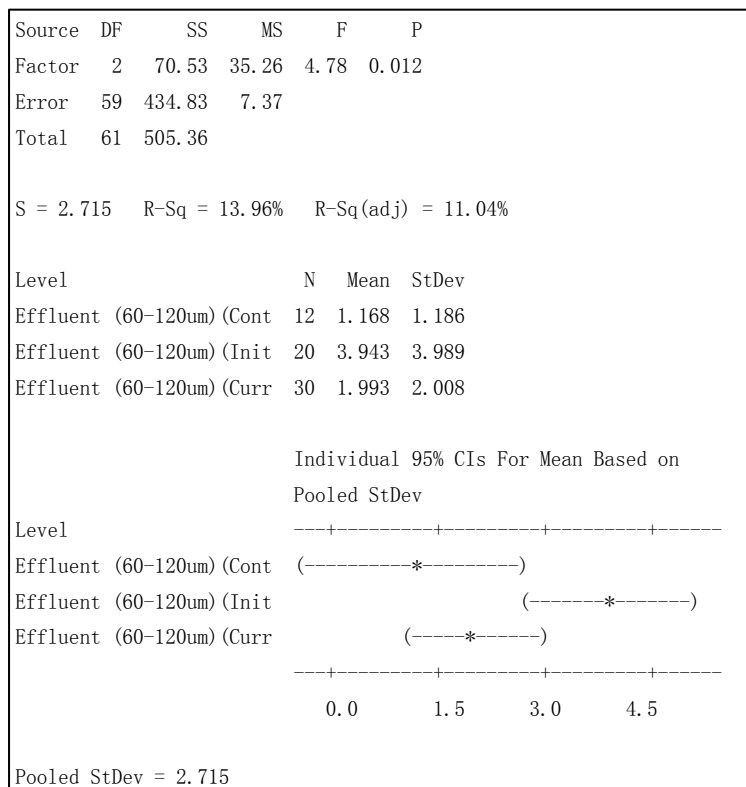 Source  DF      SS     MS     F      P
Factor   2   70.53  35.26  4.78  0.012
Error   59  434.83   7.37
Total   61  505.36
S = 2.715   R-Sq = 13.96%   R-Sq(adj) = 11.04%
Level                       N   Mean  StDev
Effluent (60-120um)(Cont  12  1.168  1.186
Effluent (60-120um)(Init  20  3.943  3.989
Effluent (60-120um)(Curr  30  1.993  2.008
Individual 95% CIs For Mean Based on
Pooled StDev
Level                     ---+---------+---------+---------+------
Effluent (60-120um)(Cont  (----------*---------)
Effluent (60-120um)(Init                       (-------*-------)
Effluent (60-120um)(Curr            (-----*------)
---+---------+---------+---------+------
0.0       1.5       3.0       4.5
Pooled StDev = 2.715